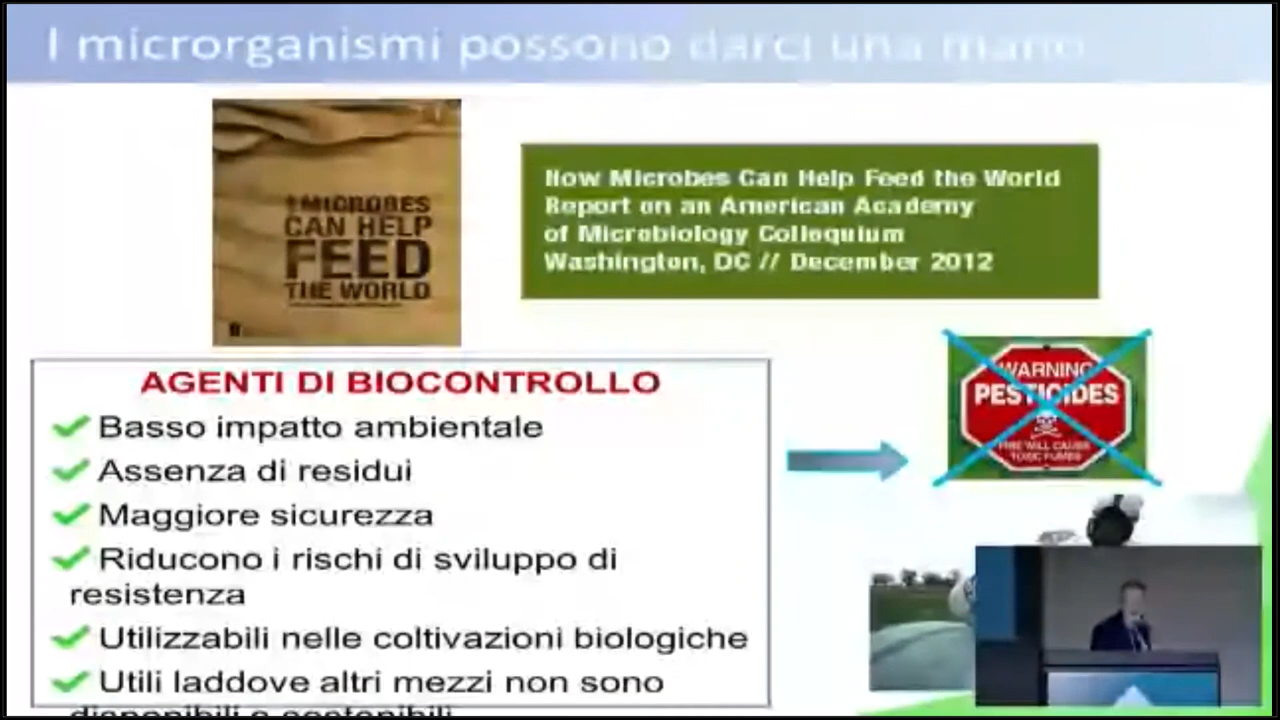 I microrganismi possono darci una mano
MICROBES
CAN HELP
FEED
THE WORLD
How Microbes Can Help Feed the World
Report on an American Academy
of Microbiology Colloquium
Washington, DC // December 2012
AGENTI DI BIOCONTROLLO
Basso impatto ambientale
Assenza di residui
Maggiore sicurezza
Riducono i rischi di sviluppo di
resistenza
Utilizzabili nelle coltivazioni biologiche
Utili laddove altri mezzi non sono
disponibili o sostenibili
WARNING
PESTICIDES
FIRE WILL CAUSE
TOXIC FUMES